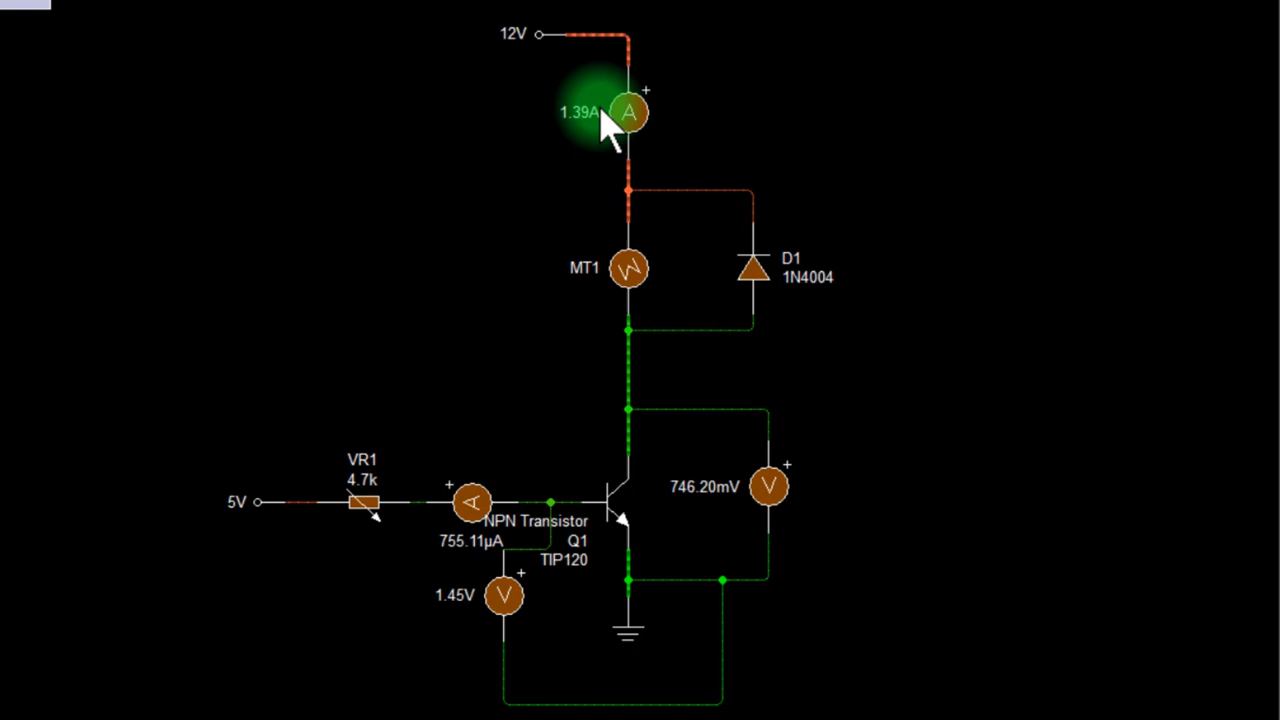 12V
+
1.39A
A
MT1
M
D1
1N4004
VR1
4.7k
+
5V
A
746.20mV
+
V
NPN Transistor
755.11µA
Q1
TIP120
+
1.45V
V